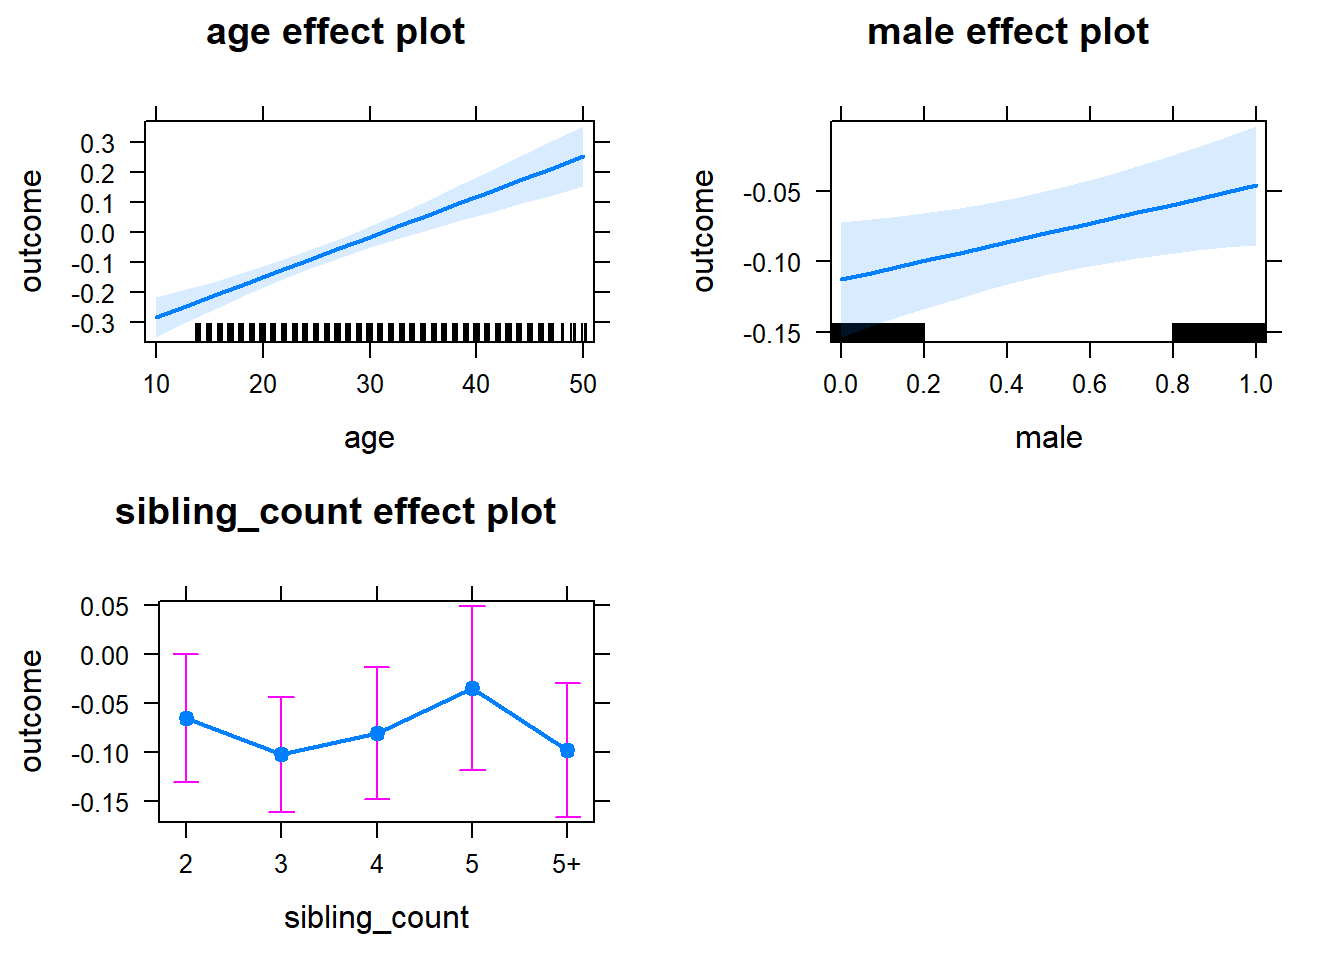 age effect plot
outcome
0.3
0.2
0.1
0.0
-0.1
-0.2
-0.3
10 20 30 40 50
age
male effect plot
outcome
-0.05
-0.10
-0.15
0.0 0.2 0.4 0.6 0.8 1.0
male
sibling_count effect plot
outcome
0.05
0.00
-0.05
-0.10
-0.15
2 3 4 5 5+
sibling_count